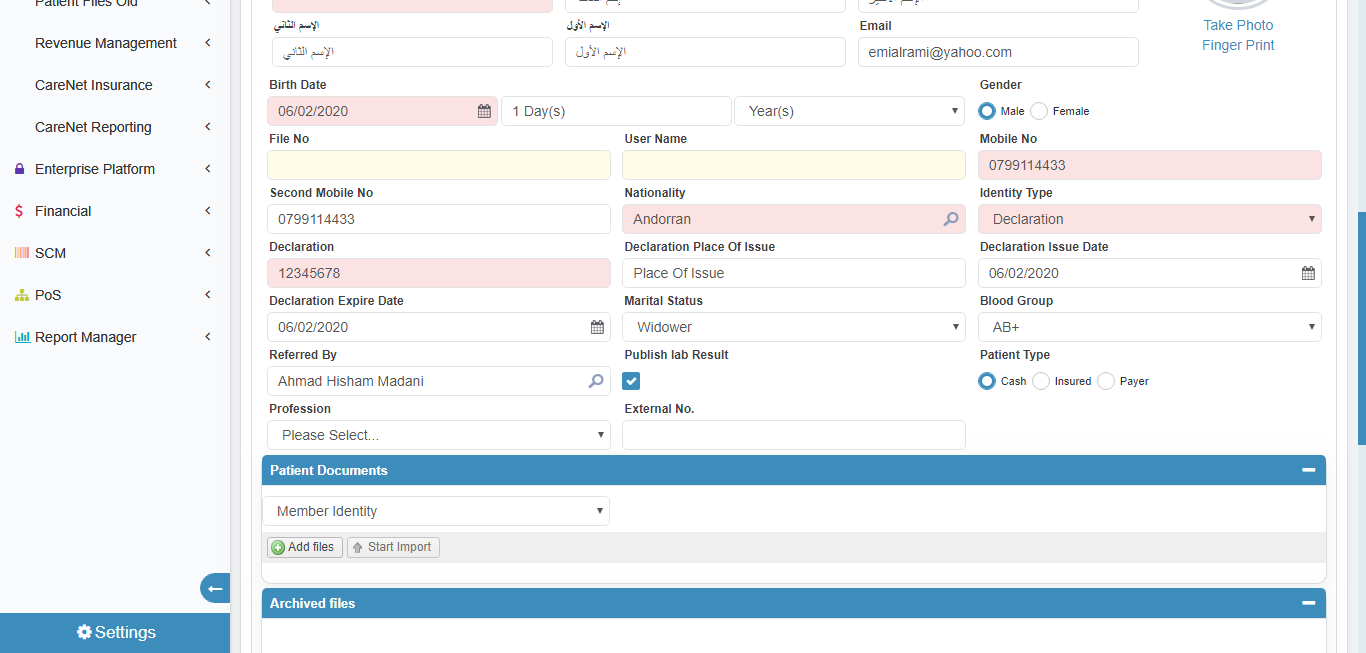 Patient Files Old
Revenue Management
CareNet Insurance
CareNet Reporting
Enterprise Platform
Financial
SCM
PoS
Report Manager
Settings
الإسم الثاني
الإسم الأول
Email
الإسم الثاني
الإسم الأول
emialrami@yahoo.com
Take Photo
Finger Print
Birth Date
Gender
06/02/2020
1 Day(s)
Year(s)
Male
Female
File No
User Name
Mobile No
0799114433
Second Mobile No
Nationality
Identity Type
0799114433
Andorran
Declaration
Declaration
Declaration Place Of Issue
Declaration Issue Date
12345678
Place Of Issue
06/02/2020
Declaration Expire Date
Marital Status
Blood Group
06/02/2020
Widower
AB+
Referred By
Publish lab Result
Patient Type
Ahmad Hisham Madani
Cash
Insured
Payer
Profession
External No.
Please Select...
Patient Documents
Member Identity
Add files
Start Import
Archived files